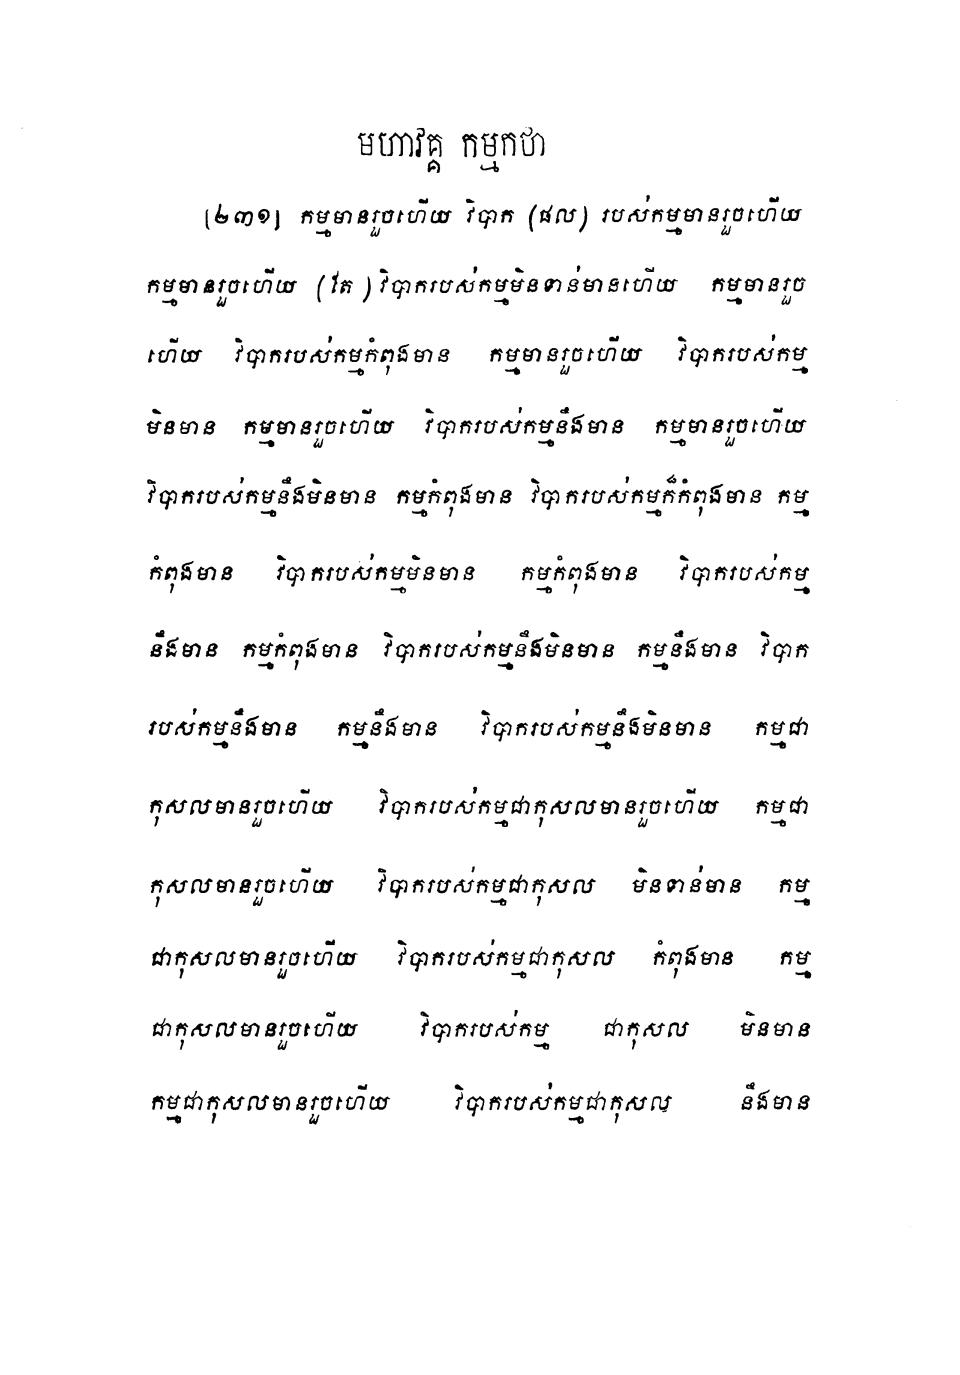 មហាវគ្គ កម្មកថា
[២៣១] កម្មមានរួចហើយ វិបាក (ផល) របស់កម្មមានរួចហើយ
កម្មមានរួចហើយ (តែ) វិបាករបស់កម្មមិនទាន់មានហើយ កម្មមានរួច
ហើយ វិបាករបស់កម្មកំពុងមាន កម្មមានរួចហើយ វិបាករបស់កម្ម
មិនមាន កម្មមានរួចហើយ វិបាករបស់កម្មនឹងមាន កម្មមានរួចហើយ
វិបាករបស់កម្មនឹងមិនមាន កម្មកំពុងមាន វិបាករបស់កម្មក៏កំពុងមាន កម្ម
កំពុងមាន វិបាករបស់កម្មមិនមាន កម្មកំពុងមាន វិបាករបស់កម្ម
នឹងមាន កម្មកំពុងមាន វិបាករបស់កម្មនឹងមិនមាន កម្មនឹងមាន វិបាក
របស់កម្មនឹងមាន កម្មនឹងមាន វិបាករបស់កម្មនឹងមិនមាន កម្មជា
កុសលមានរួចហើយ វិបាករបស់កម្មជាកុសលមានរួចហើយ កម្មជា
កុសលមានរួចហើយ វិបាករបស់កម្មជាកុសល មិនទាន់មាន កម្ម
ជាកុសលមានរួចហើយ វិបាករបស់កម្មជាកុសល កំពុងមាន កម្ម
ជាកុសលមានរួចហើយ វិបាករបស់កម្ម ជាកុសល មិនមាន
កម្មជាកុសលមានរួចហើយ វិបាករបស់កម្មជាកុសល នឹងមាន